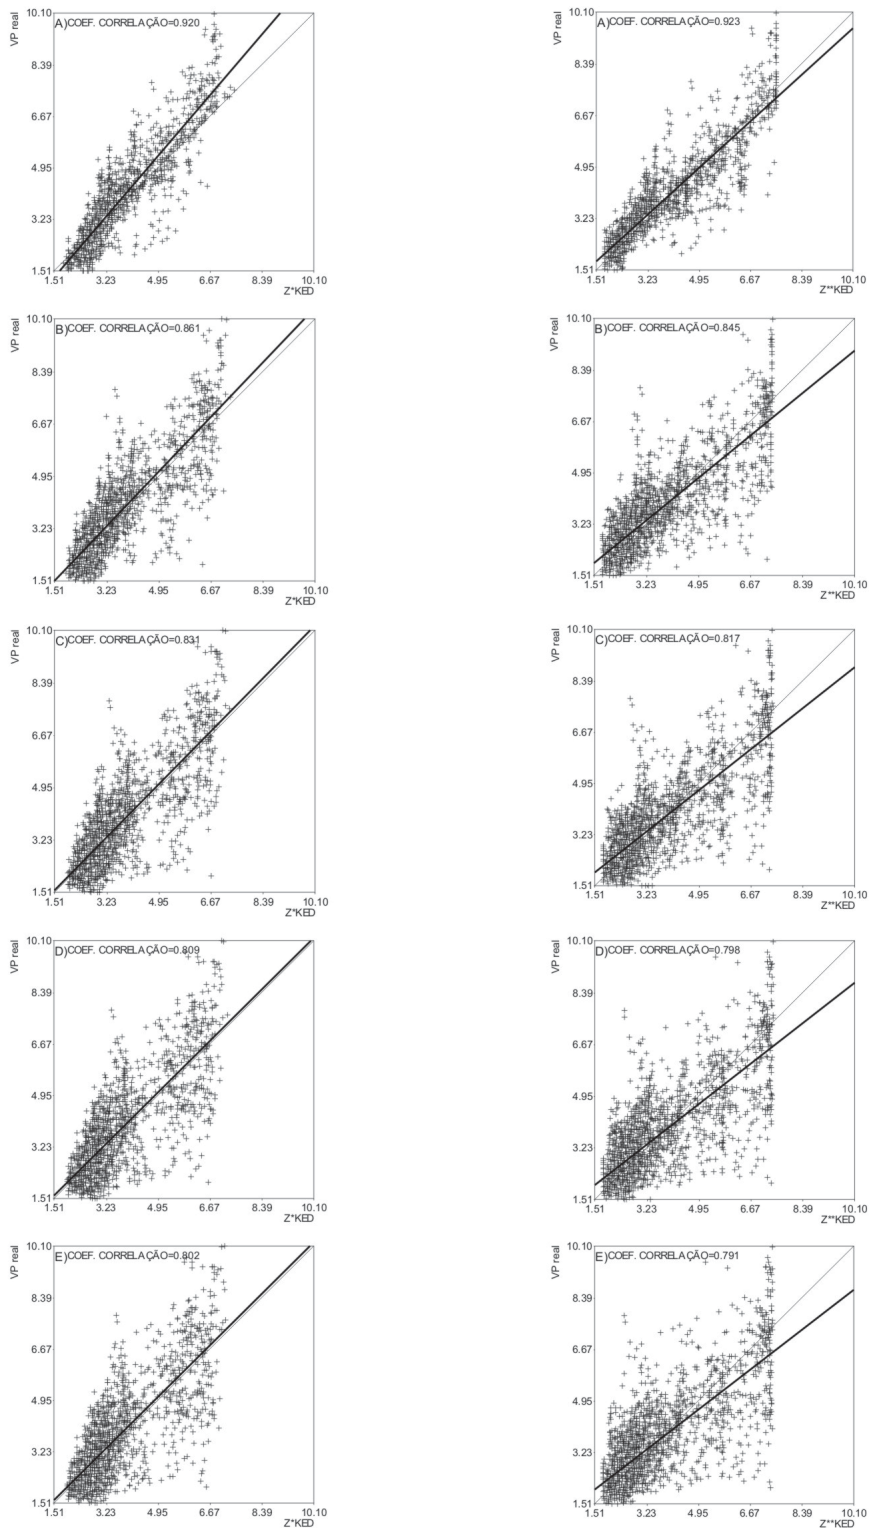 VP real
A)COEF. CORRELAÇÃO=0.920
10.10
8.39
6.67
4.95
3.23
1.51
1.51 3.23 4.95 6.67 8.39 10.10
Z*KED
VP real
A)COEF. CORRELAÇÃO=0.923
10.10
8.39
6.67
4.95
3.23
1.51
1.51 3.23 4.95 6.67 8.39 10.10
Z**KED
VP real
B)COEF. CORRELAÇÃO=0.861
10.10
8.39
6.67
4.95
3.23
1.51
1.51 3.23 4.95 6.67 8.39 10.10
Z*KED
VP real
B)COEF. CORRELAÇÃO=0.845
10.10
8.39
6.67
4.95
3.23
1.51
1.51 3.23 4.95 6.67 8.39 10.10
Z**KED
VP real
C)COEF. CORRELAÇÃO=0.831
10.10
8.39
6.67
4.95
3.23
1.51
1.51 3.23 4.95 6.67 8.39 10.10
Z*KED
VP real
C)COEF. CORRELAÇÃO=0.817
10.10
8.39
6.67
4.95
3.23
1.51
1.51 3.23 4.95 6.67 8.39 10.10
Z**KED
VP real
D)COEF. CORRELAÇÃO=0.809
10.10
8.39
6.67
4.95
3.23
1.51
1.51 3.23 4.95 6.67 8.39 10.10
Z*KED
VP real
D)COEF. CORRELAÇÃO=0.798
10.10
8.39
6.67
4.95
3.23
1.51
1.51 3.23 4.95 6.67 8.39 10.10
Z**KED
VP real
E)COEF. CORRELAÇÃO=0.802
10.10
8.39
6.67
4.95
3.23
1.51
1.51 3.23 4.95 6.67 8.39 10.10
Z*KED
VP real
E)COEF. CORRELAÇÃO=0.791
10.10
8.39
6.67
4.95
3.23
1.51
1.51 3.23 4.95 6.67 8.39 10.10
Z**KED